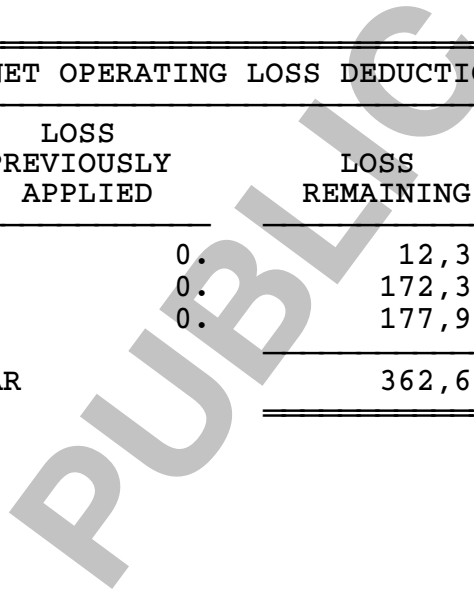 NET OPERATING LOSS DEDUCTIO
LOSS
PREVIOUSLY LOSS
APPLIED REMAINING
0. 12,3
0. 172,3
0. 177,9
AR 362,6
PUBLIC